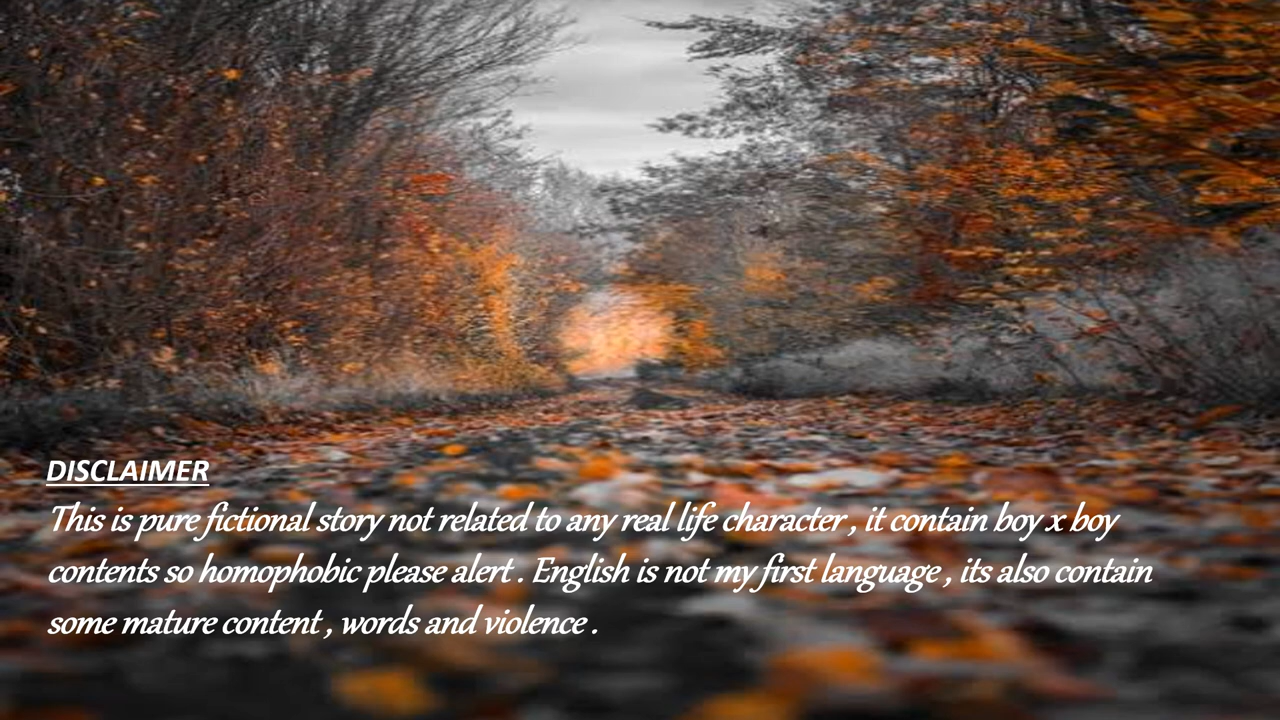 DISCLAIMER
This is pure fictional story not related to any real life character , it contain boy x boy
contents so homophobic please alert . English is not my first language , its also contain
some mature content , words and violence .